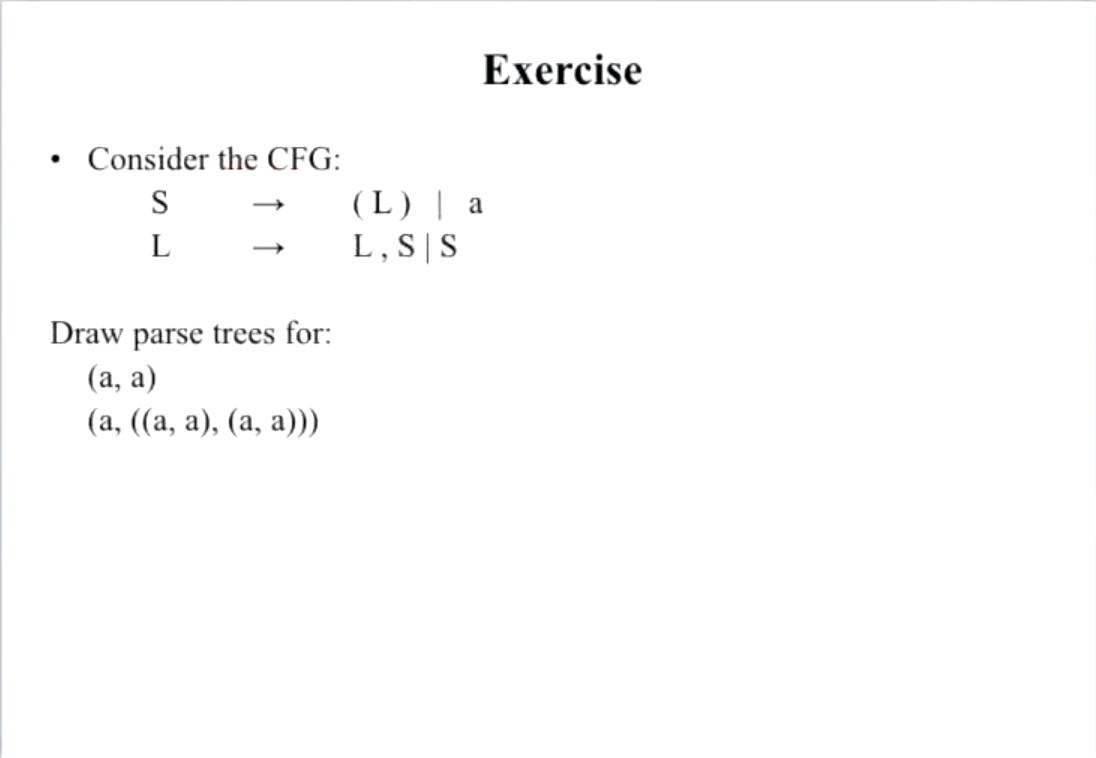 Exercise
• Consider the CFG:
S → ( L ) | a
L → L , S | S
Draw parse trees for:
(a, a)
(a, ((a, a), (a, a)))